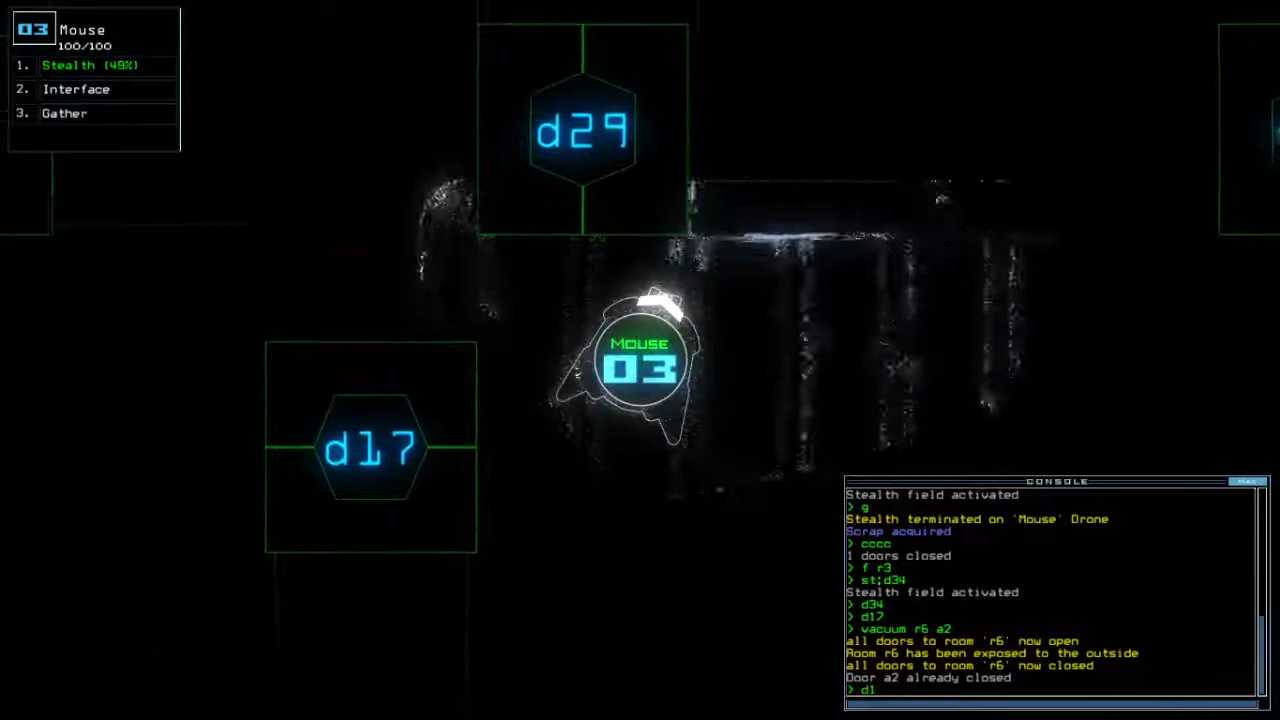 03 Mouse
100/100
1. Stealth (49%)
2. Interface
3. Gather
d29
Mouse
03
d17
CONSOLE
Stealth field activated
> g
Stealth terminated on 'Mouse' Drone
Scrap acquired
> cccc
1 doors closed
> f r3
> st;d34
Stealth field activated
> d34
> d17
> vacuum r6 a2
all doors to room 'r6' now open
Room r6 has been exposed to the outside
all doors to room 'r6' now closed
Door a2 already closed
> d1